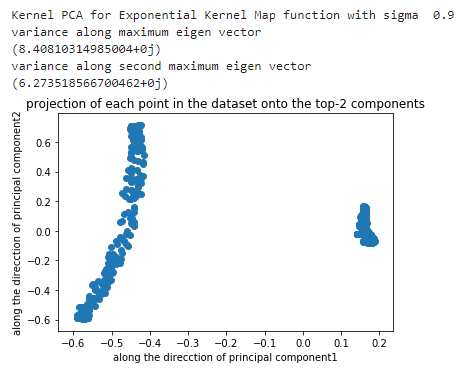 Kernel PCA for Exponential Kernel Map function with sigma  0.9
variance along maximum eigen vector
(8.40810314985004+0j)
variance along second maximum eigen vector
(6.273518566700462+0j)
projection of each point in the dataset onto the top-2 components
along the direcction of principal component2
0.6
0.4
0.2
0.0
−0.2
−0.4
−0.6
−0.6 −0.5 −0.4 −0.3 −0.2 −0.1 0.0 0.1 0.2
along the direcction of principal component1